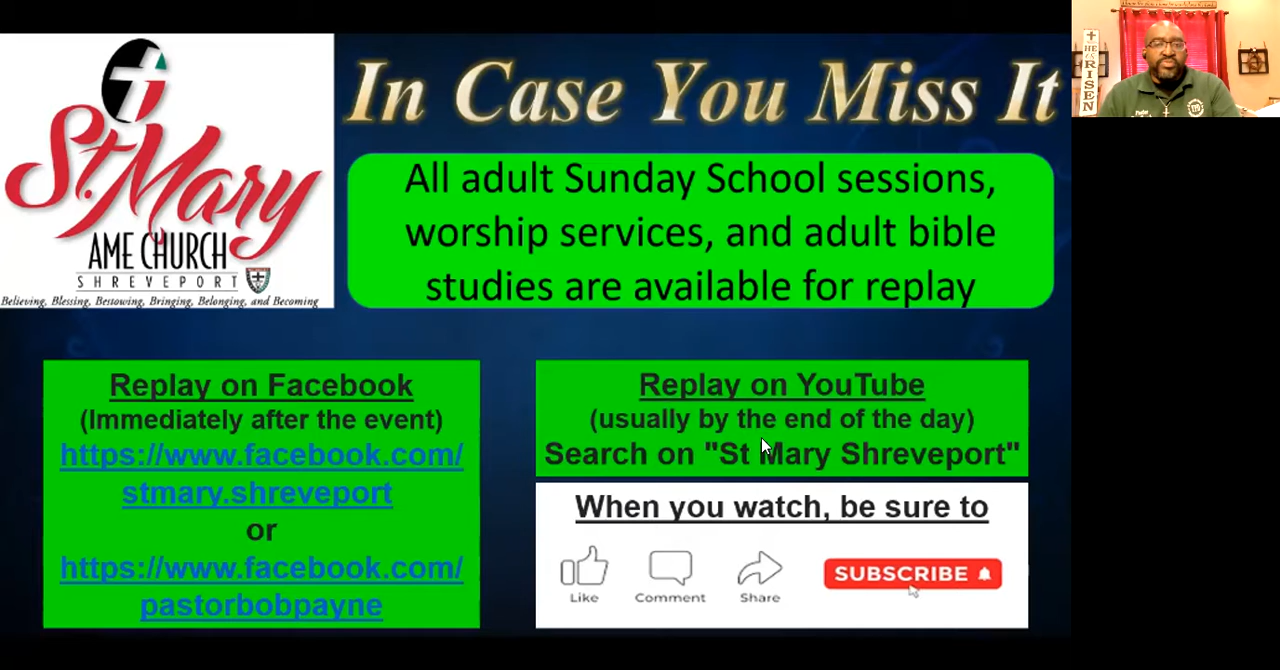 St. Mary
AME CHURCH
SHREVEPORT
Believing, Blessing, Bestowing, Bringing, Belonging, and Becoming
In Case You Miss It
All adult Sunday School sessions,
worship services, and adult bible
studies are available for replay
Replay on Facebook
(Immediately after the event)
https://www.facebook.com/
stmary.shreveport
or
https://www.facebook.com/
pastorbobpayne
Replay on YouTube
(usually by the end of the day)
Search on "St Mary Shreveport"
When you watch, be sure to
Like
Comment
Share
SUBSCRIBE
HE IS
RISEN